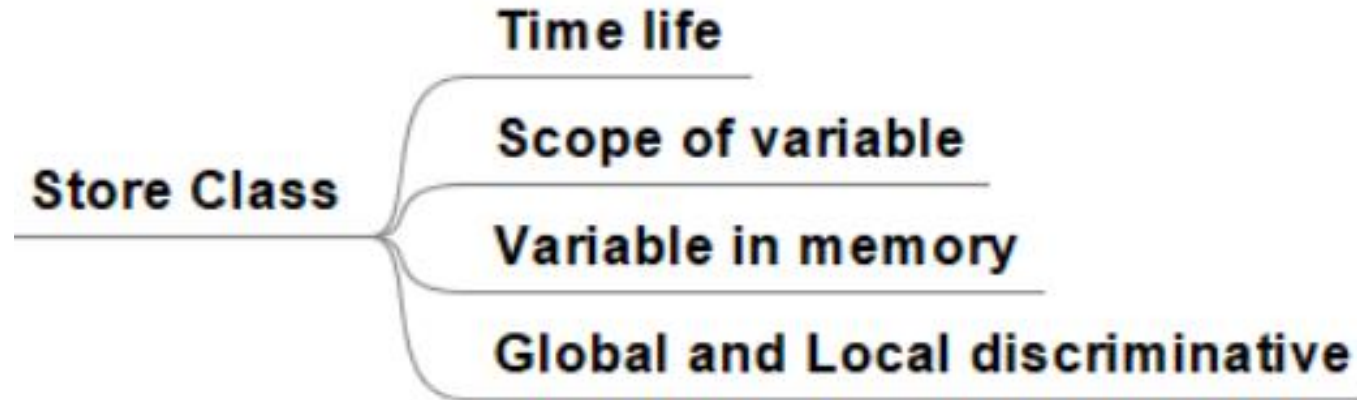 Time life
Scope of variable
Store Class
Variable in memory
Global and Local discriminative